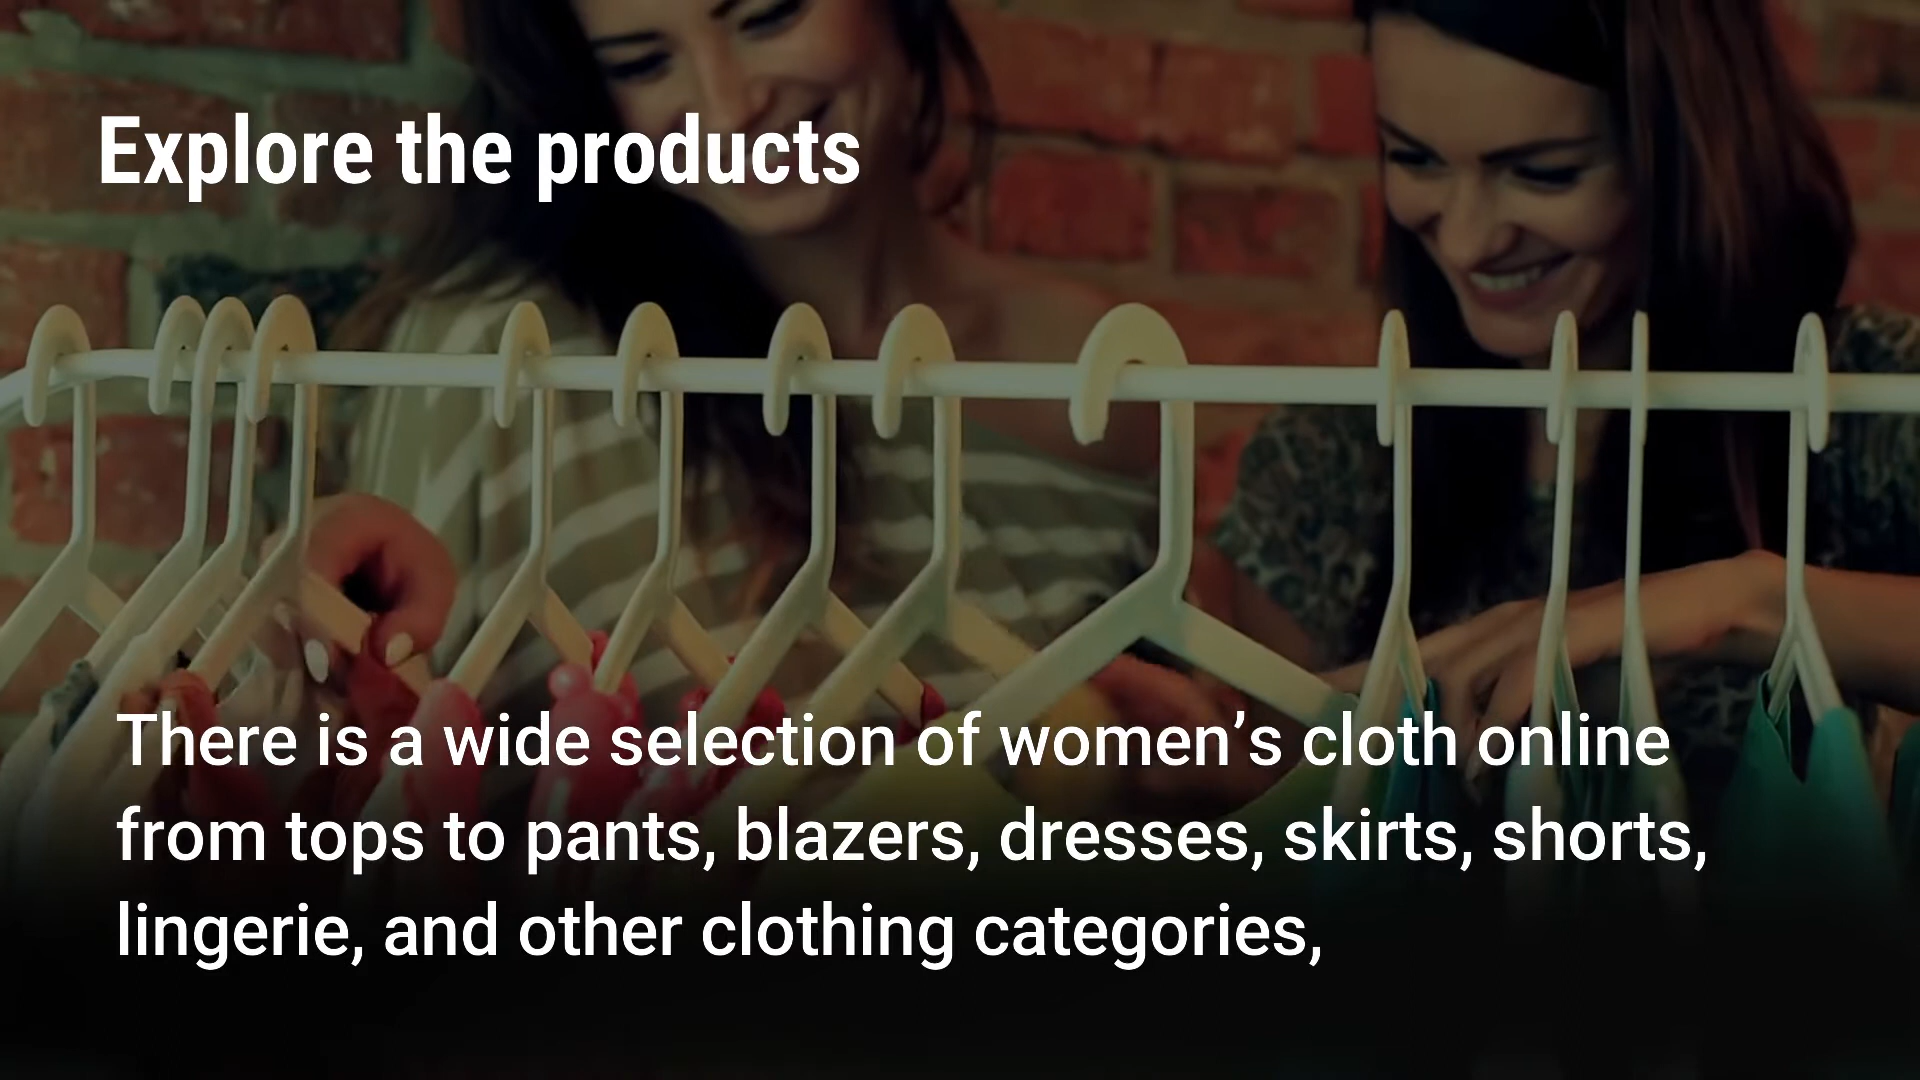 Explore the products
There is a wide selection of women’s cloth online
from tops to pants, blazers, dresses, skirts, shorts,
lingerie, and other clothing categories,